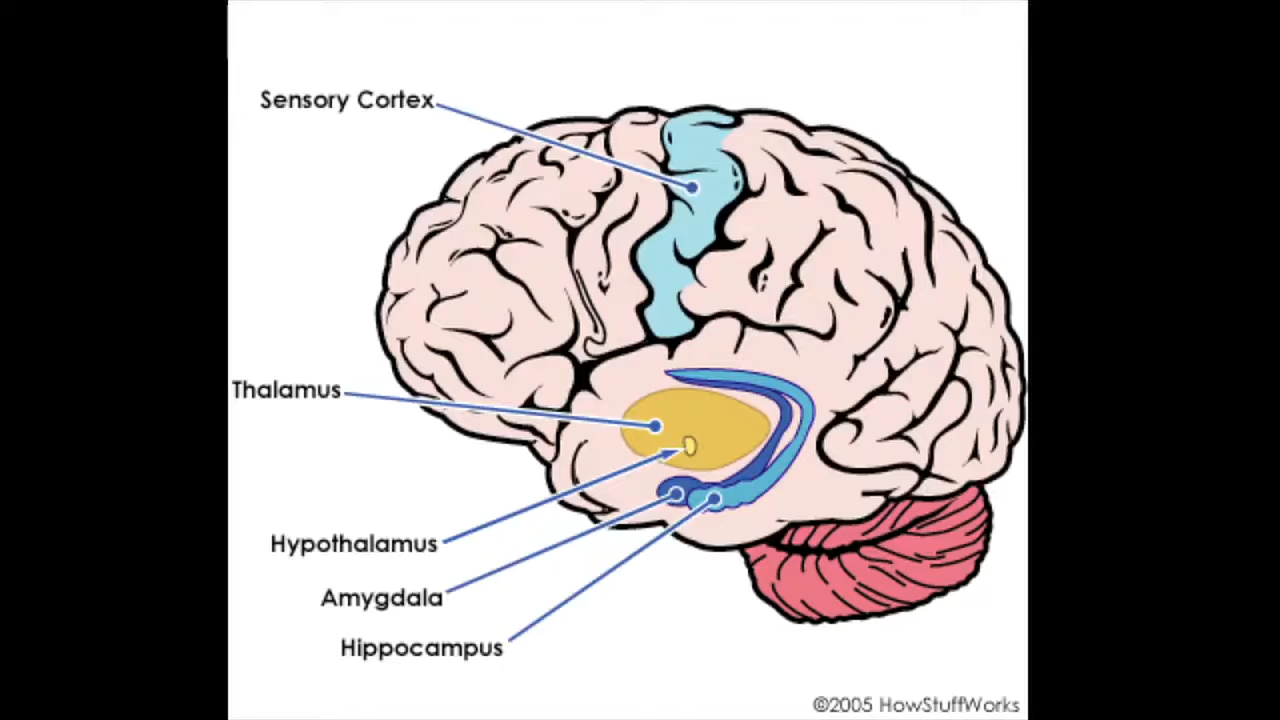 Sensory Cortex
Thalamus
Hypothalamus
Amygdala
Hippocampus
©2005 HowStuffWorks